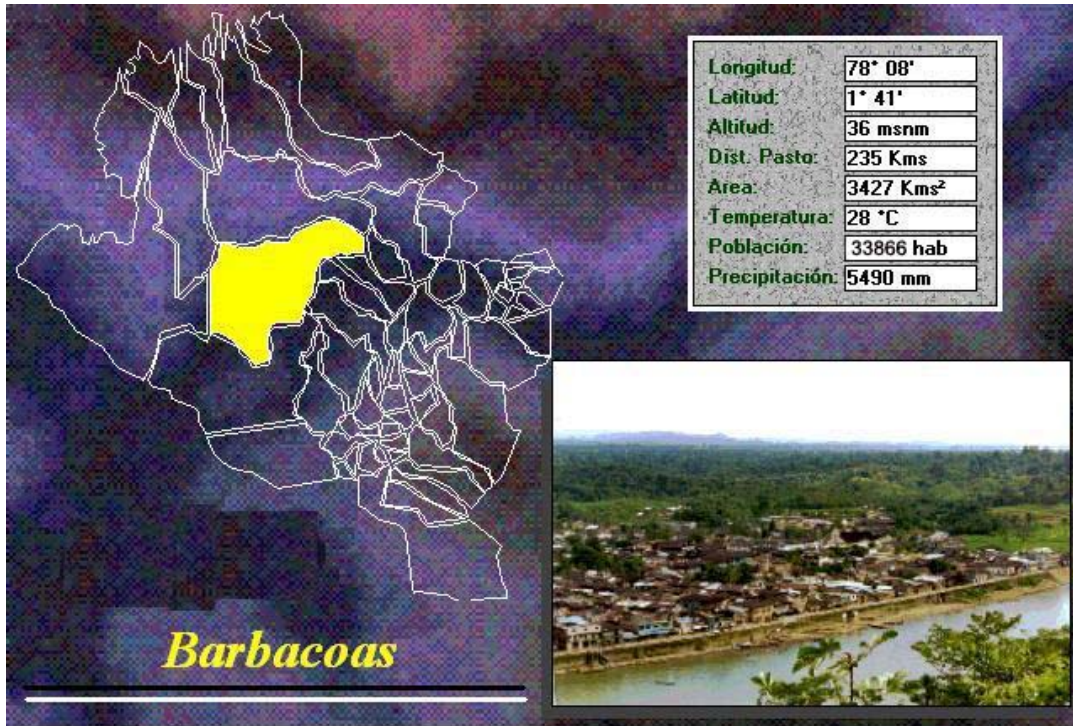 Longitud: 78° 08'
Latitud: 1° 41'
Altitud: 36 msnm
Dist. Pasto: 235 Kms
Area: 3427 Kms²
Temperatura: 28 °C
Población: 33866 hab
Precipitación: 5490 mm
Barbacoas